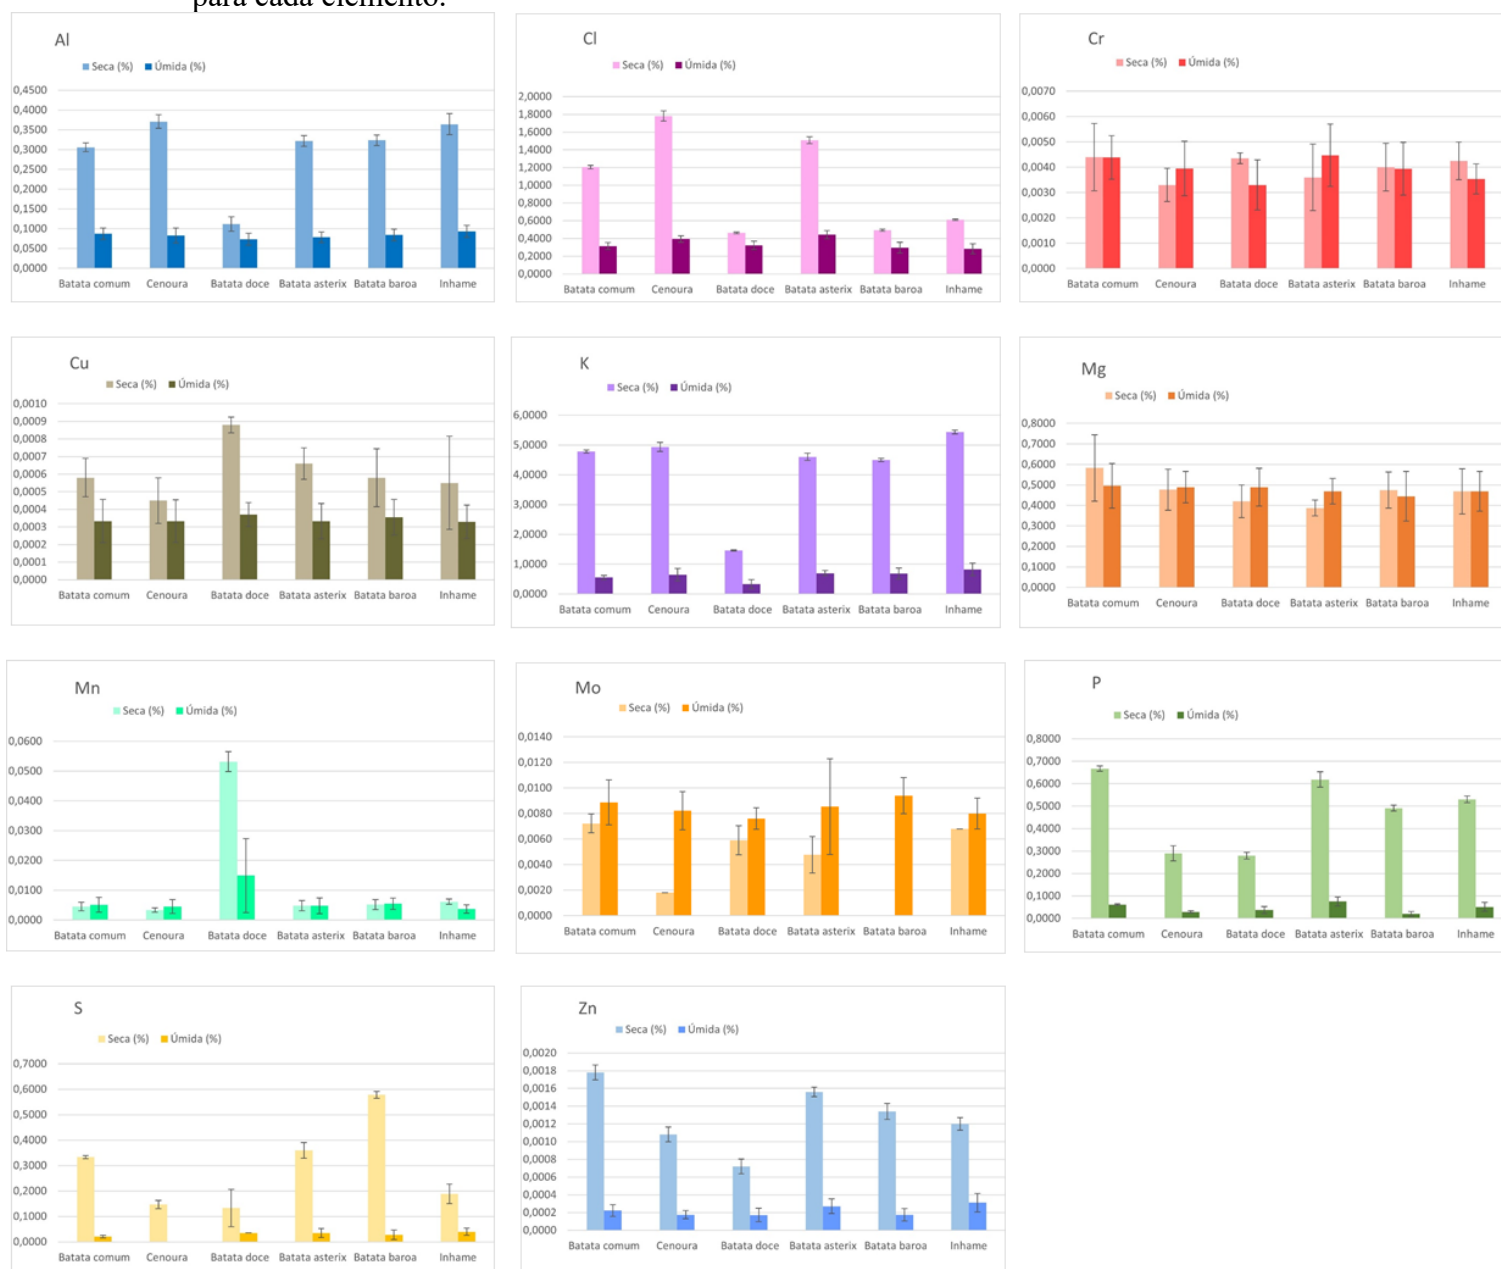 para cada elemento.
Al
Seca (%) Úmida (%)
0,4500
0,4000
0,3500
0,3000
0,2500
0,2000
0,1500
0,1000
0,0500
0,0000
Batata comum Cenoura Batata doce Batata asterix Batata baroa Inhame
Cl
Seca (%) Úmida (%)
2,0000
1,8000
1,6000
1,4000
1,2000
1,0000
0,8000
0,6000
0,4000
0,2000
0,0000
Batata comum Cenoura Batata doce Batata asterix Batata baroa Inhame
Cr
Seca (%) Úmida (%)
0,0070
0,0060
0,0050
0,0040
0,0030
0,0020
0,0010
0,0000
Batata comum Cenoura Batata doce Batata asterix Batata baroa Inhame
Cu
Seca (%) Úmida (%)
0,0010
0,0009
0,0008
0,0007
0,0006
0,0005
0,0004
0,0003
0,0002
0,0001
0,0000
Batata comum Cenoura Batata doce Batata asterix Batata baroa Inhame
K
Seca (%) Úmida (%)
6,0000
5,0000
4,0000
3,0000
2,0000
1,0000
0,0000
Batata comum Cenoura Batata doce Batata asterix Batata baroa Inhame
Mg
Seca (%) Úmida (%)
0,8000
0,7000
0,6000
0,5000
0,4000
0,3000
0,2000
0,1000
0,0000
Batata comum Cenoura Batata doce Batata asterix Batata baroa Inhame
Mn
Seca (%) Úmida (%)
0,0600
0,0500
0,0400
0,0300
0,0200
0,0100
0,0000
Batata comum Cenoura Batata doce Batata asterix Batata baroa Inhame
Mo
Seca (%) Úmida (%)
0,0140
0,0120
0,0100
0,0080
0,0060
0,0040
0,0020
0,0000
Batata comum Cenoura Batata doce Batata asterix Batata baroa Inhame
P
Seca (%) Úmida (%)
0,8000
0,7000
0,6000
0,5000
0,4000
0,3000
0,2000
0,1000
0,0000
Batata comum Cenoura Batata doce Batata asterix Batata baroa Inhame
S
Seca (%) Úmida (%)
0,7000
0,6000
0,5000
0,4000
0,3000
0,2000
0,1000
0,0000
Batata comum Cenoura Batata doce Batata asterix Batata baroa Inhame
Zn
Seca (%) Úmida (%)
0,0020
0,0018
0,0016
0,0014
0,0012
0,0010
0,0008
0,0006
0,0004
0,0002
0,0000
Batata comum Cenoura Batata doce Batata asterix Batata baroa Inhame